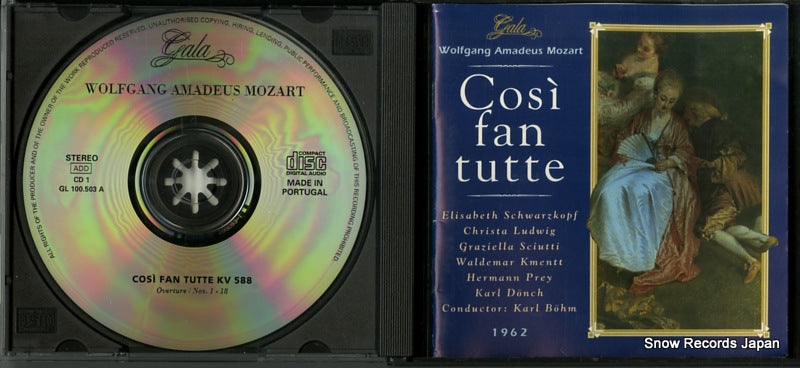 ALL RIGHTS OF THE PRODUCER AND OF THE OWNER OF THE WORK REPRODUCED RESERVED. UNAUTHORISED COPYING, HIRING, LENDING, PUBLIC PERFORMANCE AND BROADCASTING OF THIS RECORDING PROHIBITED.
Gala
WOLFGANG AMADEUS MOZART
STEREO
ADD
CD 1
GL 100.503 A
COMPACT
disc
DIGITAL AUDIO
MADE IN
PORTUGAL
COSÌ FAN TUTTE KV 588
Overture · Nos. 1 - 18
Gala
Wolfgang Amadeus Mozart
Così
fan
tutte
Elisabeth Schwarzkopf
Christa Ludwig
Graziella Sciutti
Waldemar Kmentt
Hermann Prey
Karl Dönch
Conductor: Karl Böhm
1962
Snow Records Japan